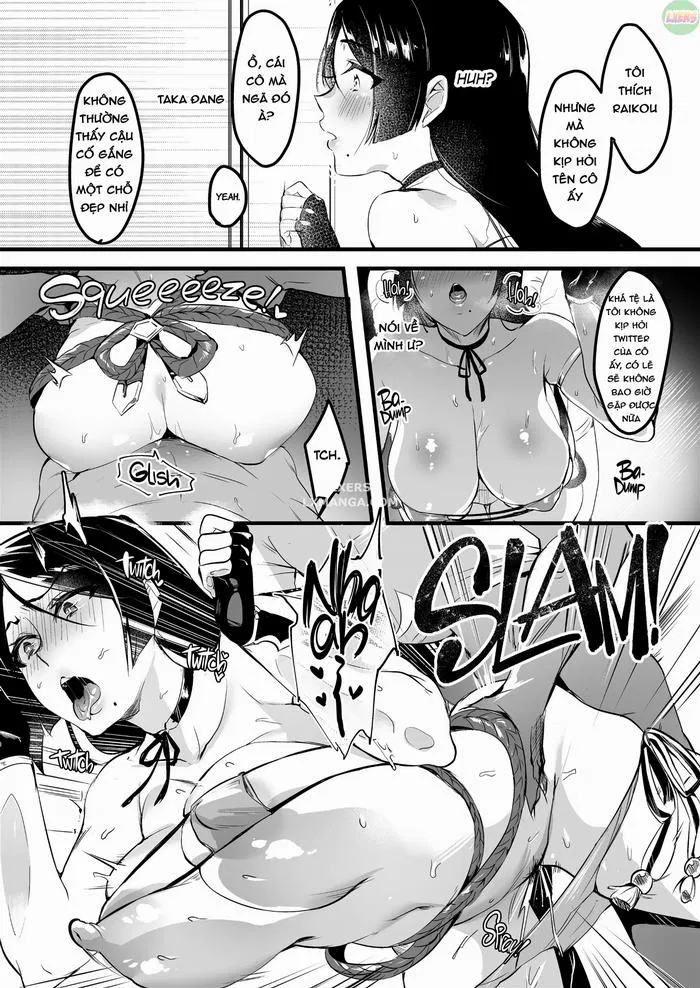 LXERS
TÔI
THÍCH
RAIKOU
NHƯNG
MÀ
KHÔNG
KỊP HỎI
TÊN CÔ
ẤY
HUH?
Ồ, CÁI
CÔ MÀ
NGÃ ĐÓ
À?
TAKA ĐANG
YEAH.
KHÔNG
THƯỜNG
THẤY CẬU
CỐ GẮNG
ĐỂ CÓ
MỘT CHỖ
ĐẸP NHỈ
KHÁ TỆ LÀ
TÔI KHÔNG
KỊP HỎI
TWITTER
CỦA CÔ
ẤY, CÓ LẼ
SẼ KHÔNG
BAO GIỜ
GẶP ĐƯỢC
NỮA
Hah!
Hah!
NÓI VỀ
MÌNH Ư?
BA-
DUMP
BA-
DUMP
Squeeeeze!
TCH.
Glish
TWITCH
TWITCH
TWITCH
Nha
ah~
SLAM!
Spray!